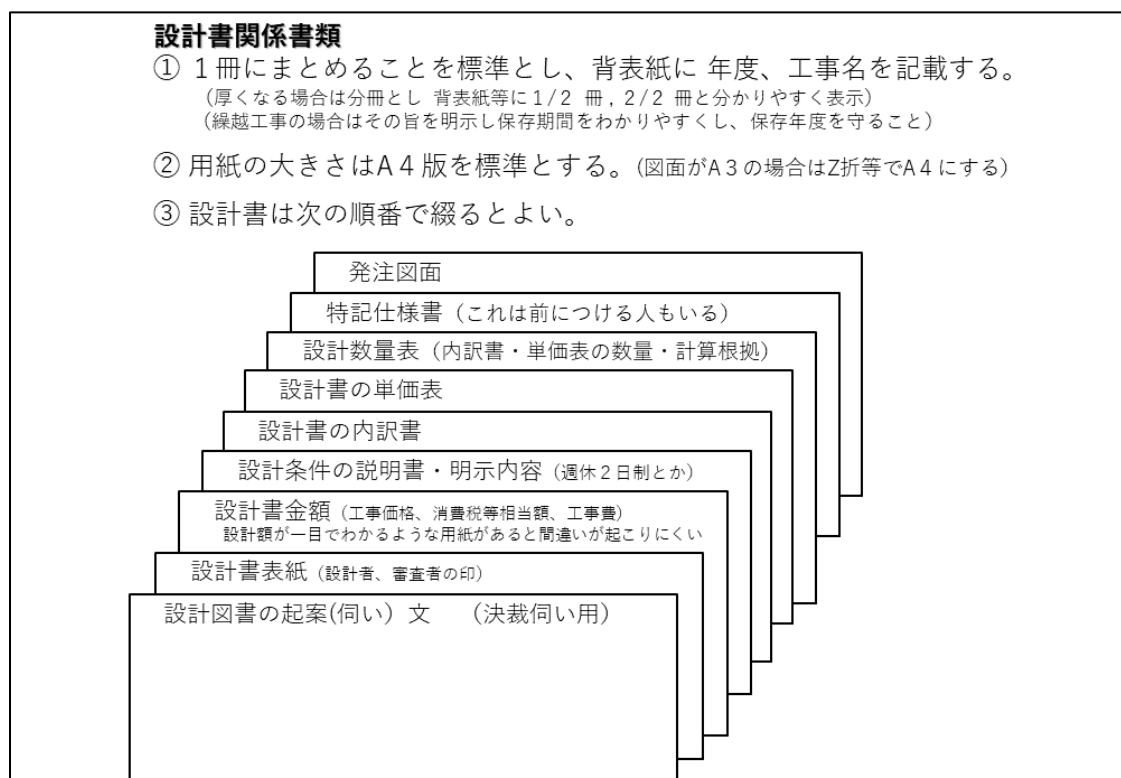 設計書関係書類
① 1冊にまとめることを標準とし、背表紙に 年度、工事名を記載する。
（厚くなる場合は分冊とし 背表紙等に1/2 冊 , 2/2 冊と分かりやすく表示）
（繰越工事の場合はその旨を明示し保存期間をわかりやすくし、保存年度を守ること）
② 用紙の大きさはA４版を標準とする。（図面がA３の場合はZ折等でA４にする）
③ 設計書は次の順番で綴るとよい。
発注図面
特記仕様書（これは前につける人もいる）
設計数量表（内訳書・単価表の数量・計算根拠）
設計書の単価表
設計書の内訳書
設計条件の説明書・明示内容（週休２日制とか）
設計書金額（工事価格、消費税等相当額、工事費）
設計額が一目でわかるような用紙があると間違いが起こりにくい
設計書表紙（設計者、審査者の印）
設計図書の起案(伺い）文　（決裁伺い用）